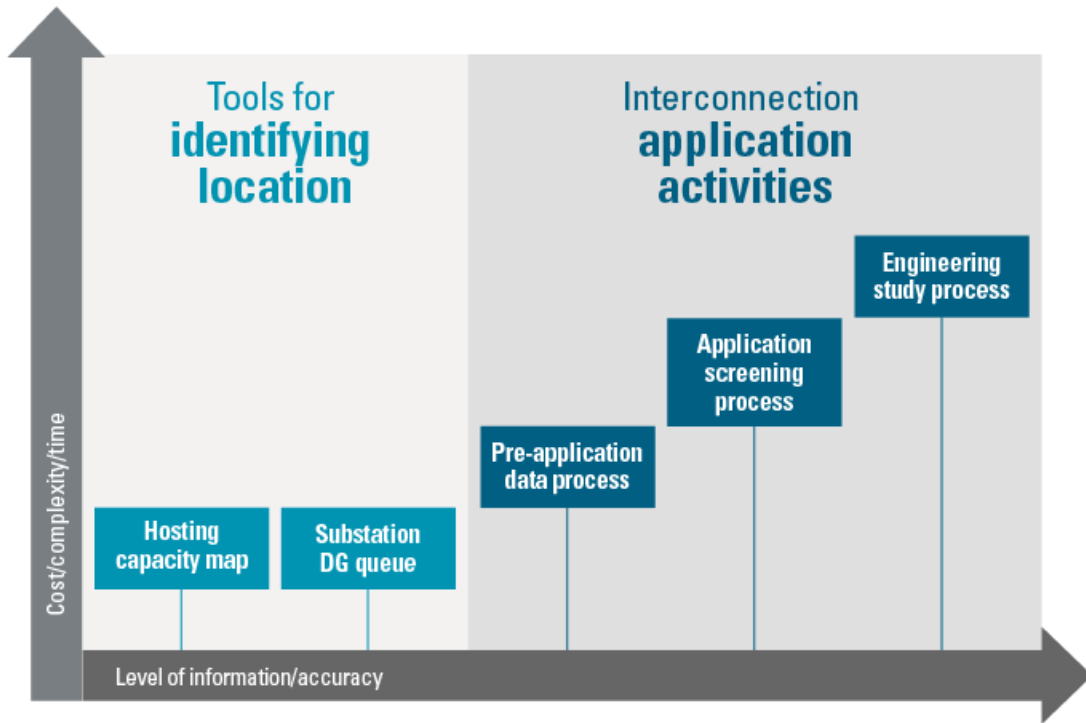 Tools for
identifying
location
Interconnection
application
activities
Engineering
study process
Application
screening
process
Pre-application
data process
Hosting
capacity map
Substation
DG queue
Cost/complexity/time
Level of information/accuracy